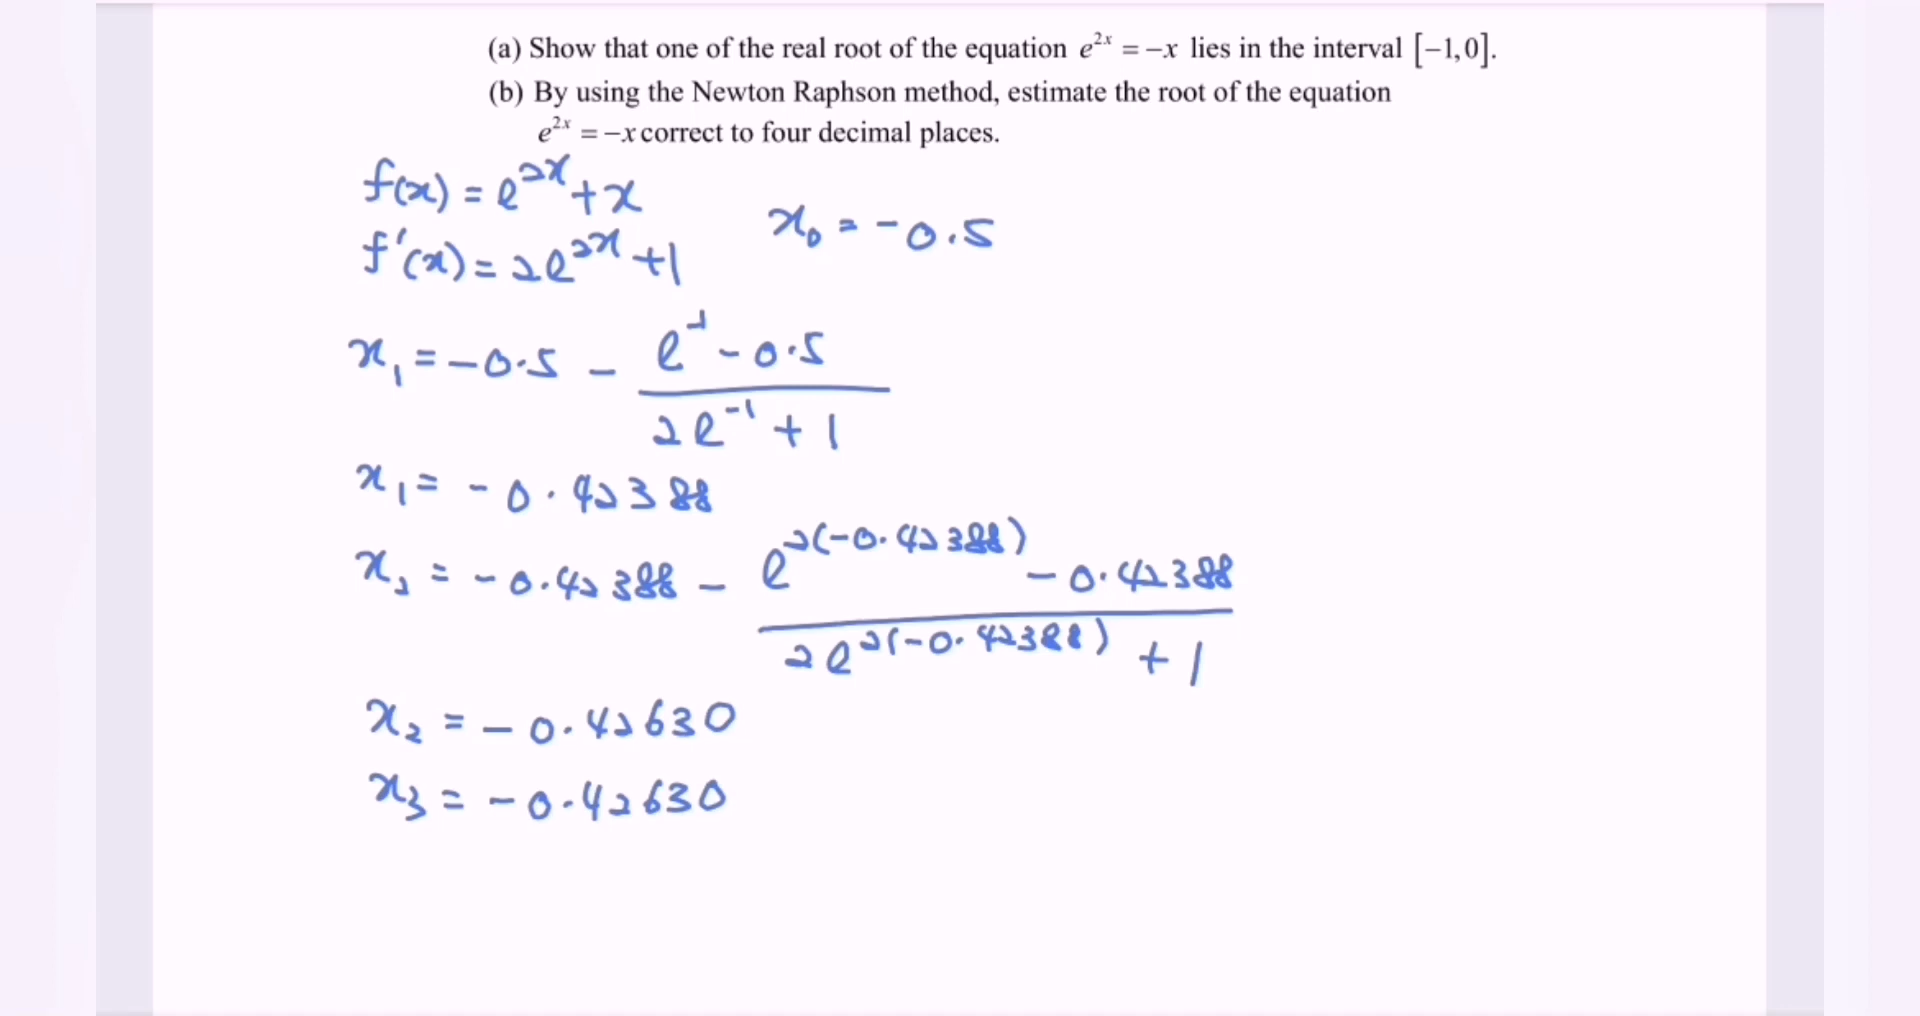 (a) Show that one of the real root of the equation e^{2x} = −x lies in the interval [−1,0].
(b) By using the Newton Raphson method, estimate the root of the equation
e^{2x} = −x correct to four decimal places.
f(x) = e^{2x} + x
x₀ = −0.5
f'(x) = 2e^{2x} + 1
x₁ = −0.5 − (e^{-1} − 0.5)/(2e^{-1} + 1)
x₁ = −0.42388
x₂ = −0.42388 − (e^{2(−0.42388)} − 0.42388)/(2e^{2(−0.42388)} + 1)
x₂ = −0.42630
x₃ = −0.42630